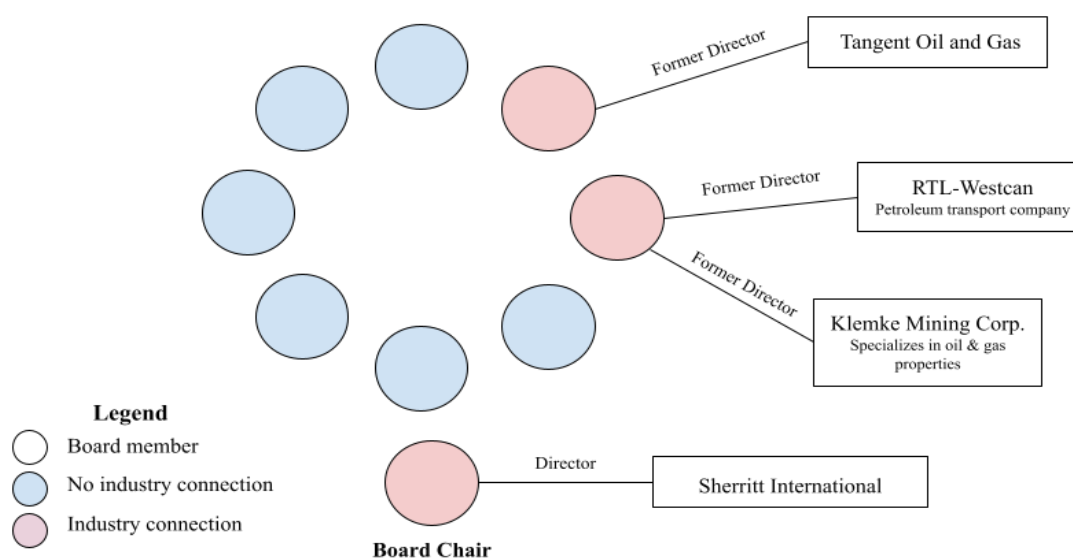 Former Director
Tangent Oil and Gas
Former Director
RTL-Westcan
Petroleum transport company
Former Director
Klemke Mining Corp.
Specializes in oil & gas
properties
Legend
Board member
No industry connection
Industry connection
Director
Sherritt International
Board Chair